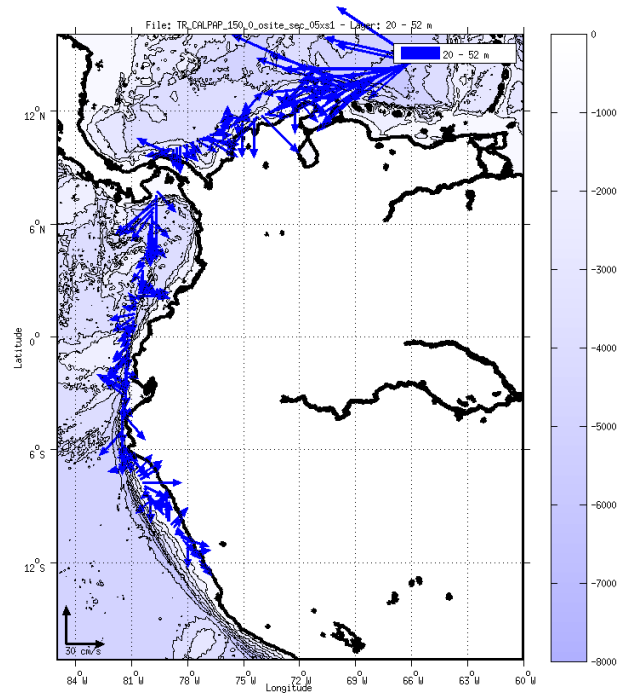 File: TR_CALPAP_150_0_osite_sec_05xs1 - Lager: 20 - 52 m
20 - 52 m
12°N
6°N
0°
6°S
12°S
Latitude
30 cm/s
84°W 81°W 78°W 75°W 72°W 69°W 66°W 63°W 60°W
Longitude
0
-1000
-2000
-3000
-4000
-5000
-6000
-7000
-8000